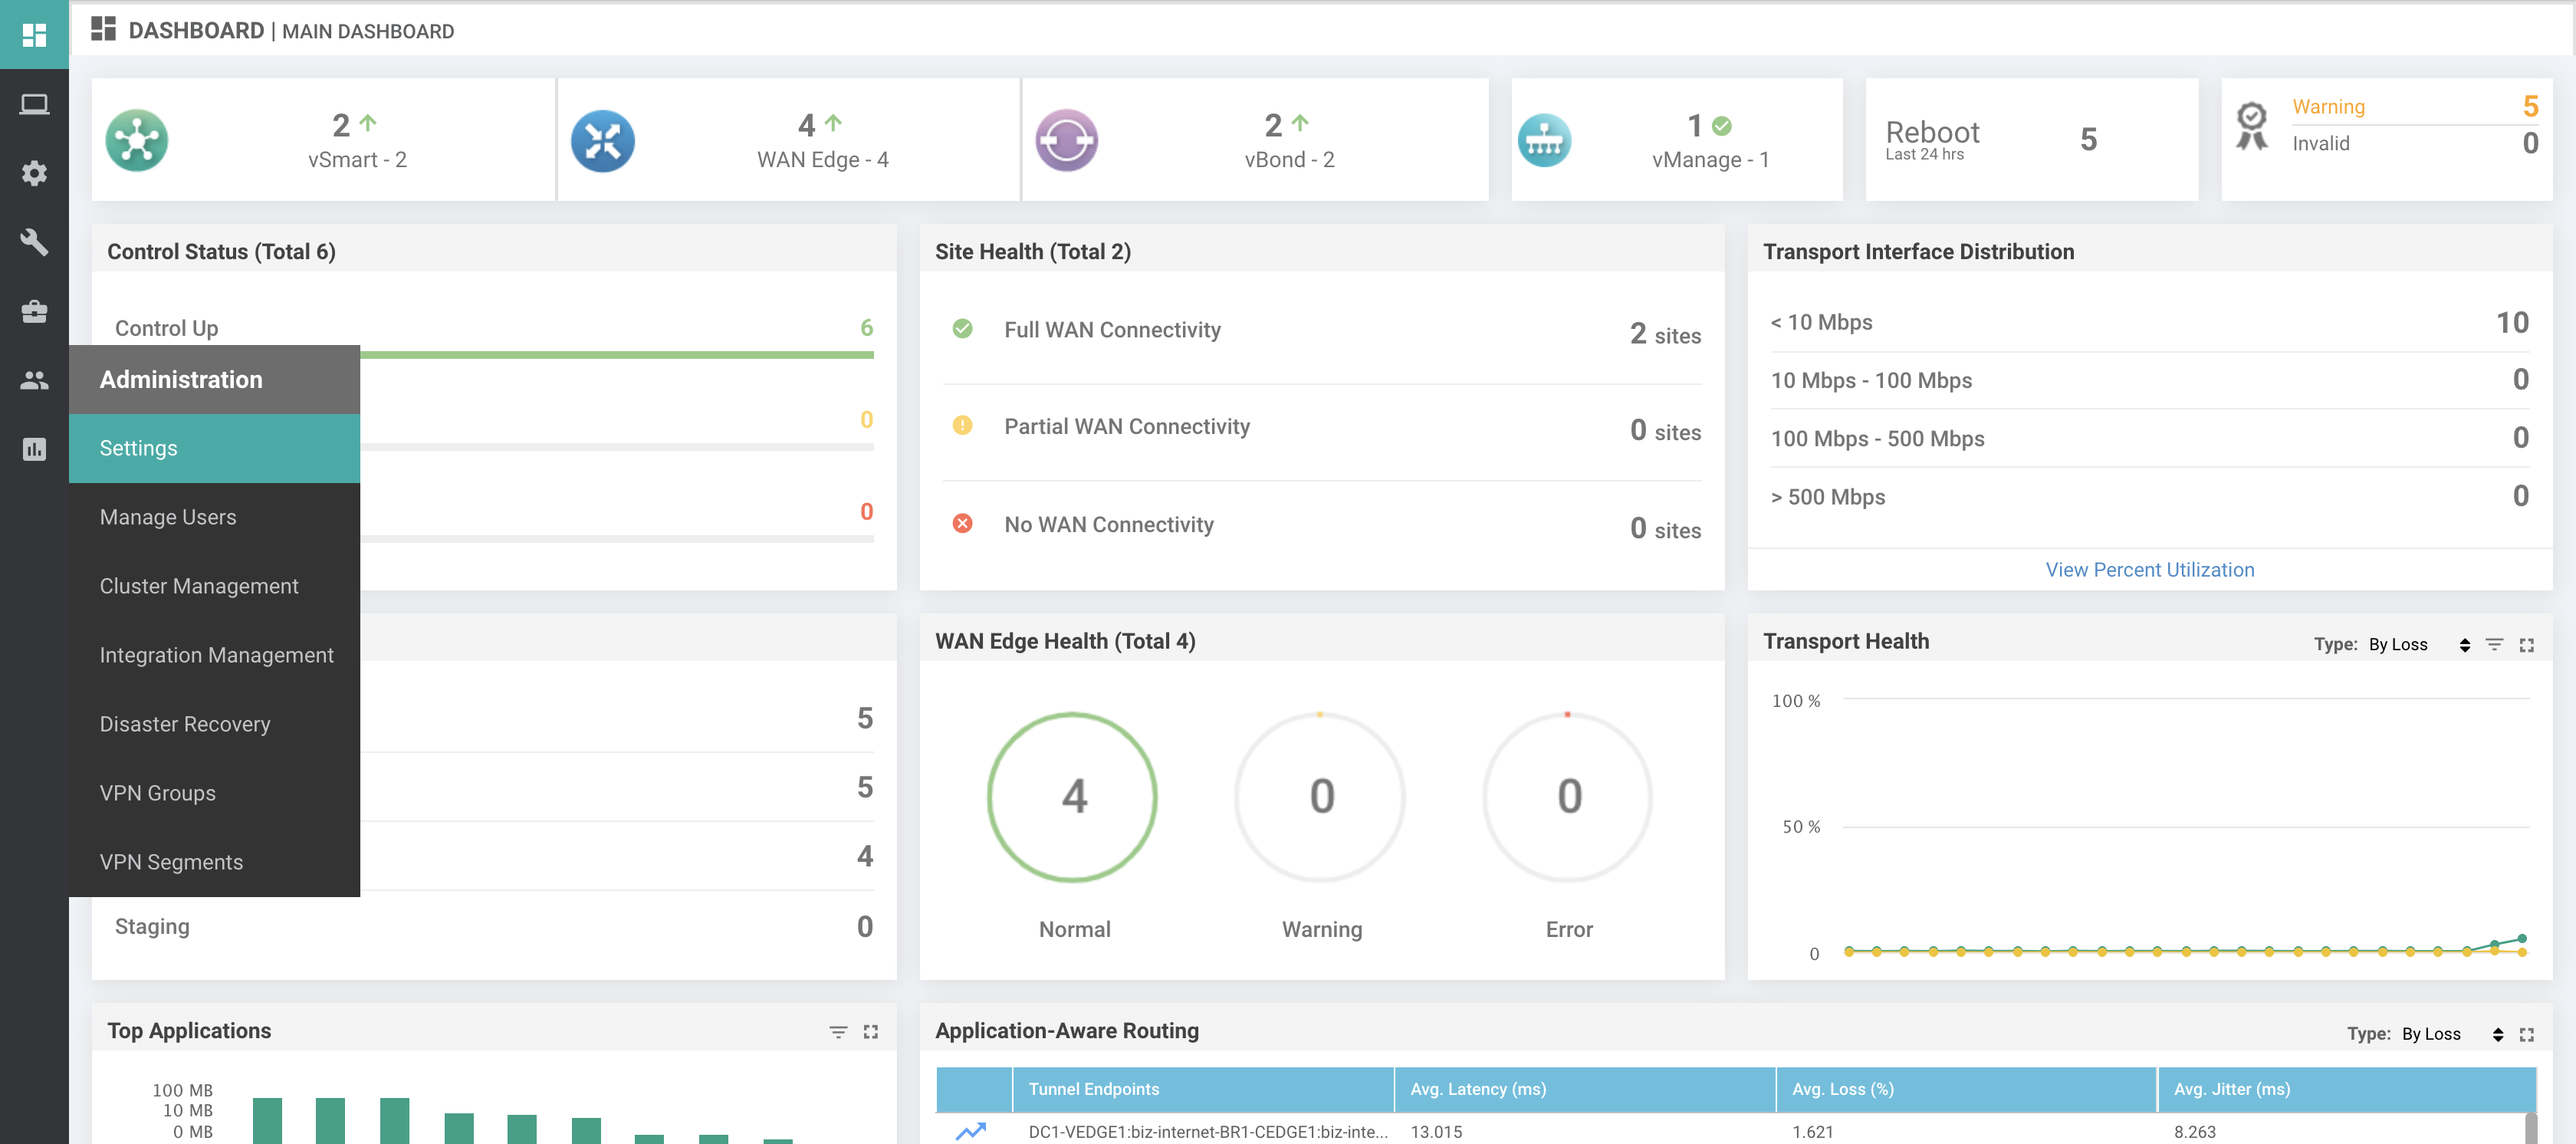 DASHBOARD | MAIN DASHBOARD
2
vSmart - 2
4
WAN Edge - 4
2
vBond - 2
1
vManage - 1
Reboot
Last 24 hrs
5
Warning 5
Invalid 0
Control Status (Total 6)
Control Up 6
0
0
Administration
Settings
Manage Users
Cluster Management
Integration Management
Disaster Recovery
VPN Groups
VPN Segments
Site Health (Total 2)
Full WAN Connectivity 2 sites
Partial WAN Connectivity 0 sites
No WAN Connectivity 0 sites
Transport Interface Distribution
< 10 Mbps 10
10 Mbps - 100 Mbps 0
100 Mbps - 500 Mbps 0
> 500 Mbps 0
View Percent Utilization
5
5
4
Staging 0
WAN Edge Health (Total 4)
4 0 0
Normal Warning Error
Transport Health
Type: By Loss
100 %
50 %
0
Top Applications
100 MB
10 MB
0 MB
Application-Aware Routing
Type: By Loss
Tunnel Endpoints Avg. Latency (ms) Avg. Loss (%) Avg. Jitter (ms)
DC1-VEDGE1:biz-internet-BR1-CEDGE1:biz-inte... 13.015 1.621 8.263